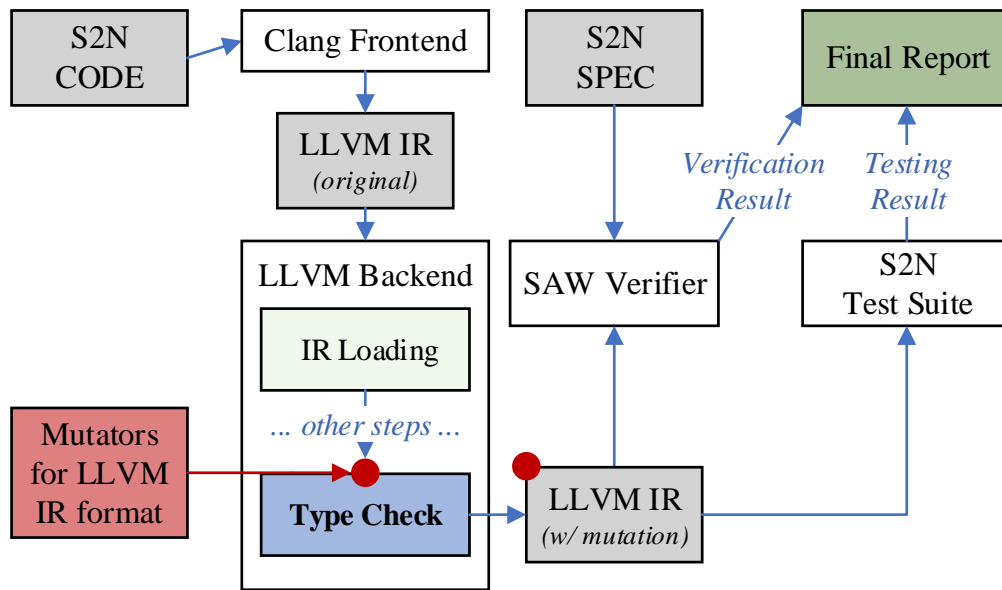 S2N
CODE
Clang Frontend
S2N
SPEC
Final Report
LLVM IR
(original)
Verification
Result
Testing
Result
LLVM Backend
IR Loading
... other steps ...
SAW Verifier
S2N
Test Suite
Mutators
for LLVM
IR format
Type Check
LLVM IR
(w/ mutation)